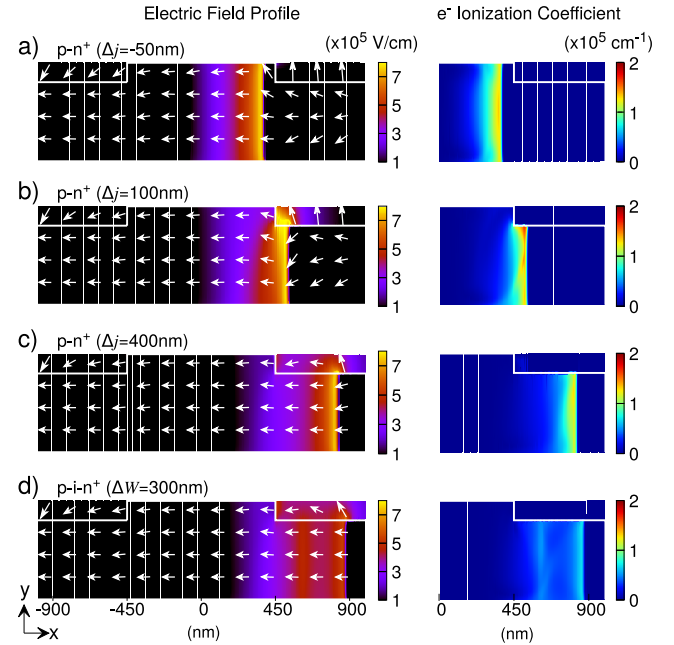 Electric Field Profile
e⁻ Ionization Coefficient
a) p-n⁺ (Δj=-50nm)
(x10⁵ V/cm)
(x10⁵ cm⁻¹)
7
5
3
1
2
1
0
b) p-n⁺ (Δj=100nm)
7
5
3
1
2
1
0
c) p-n⁺ (Δj=400nm)
7
5
3
1
2
1
0
d) p-i-n⁺ (ΔW=300nm)
7
5
3
1
2
1
0
y
x
-900 -450 0 450 900
(nm)
-450 0 450 900
(nm)